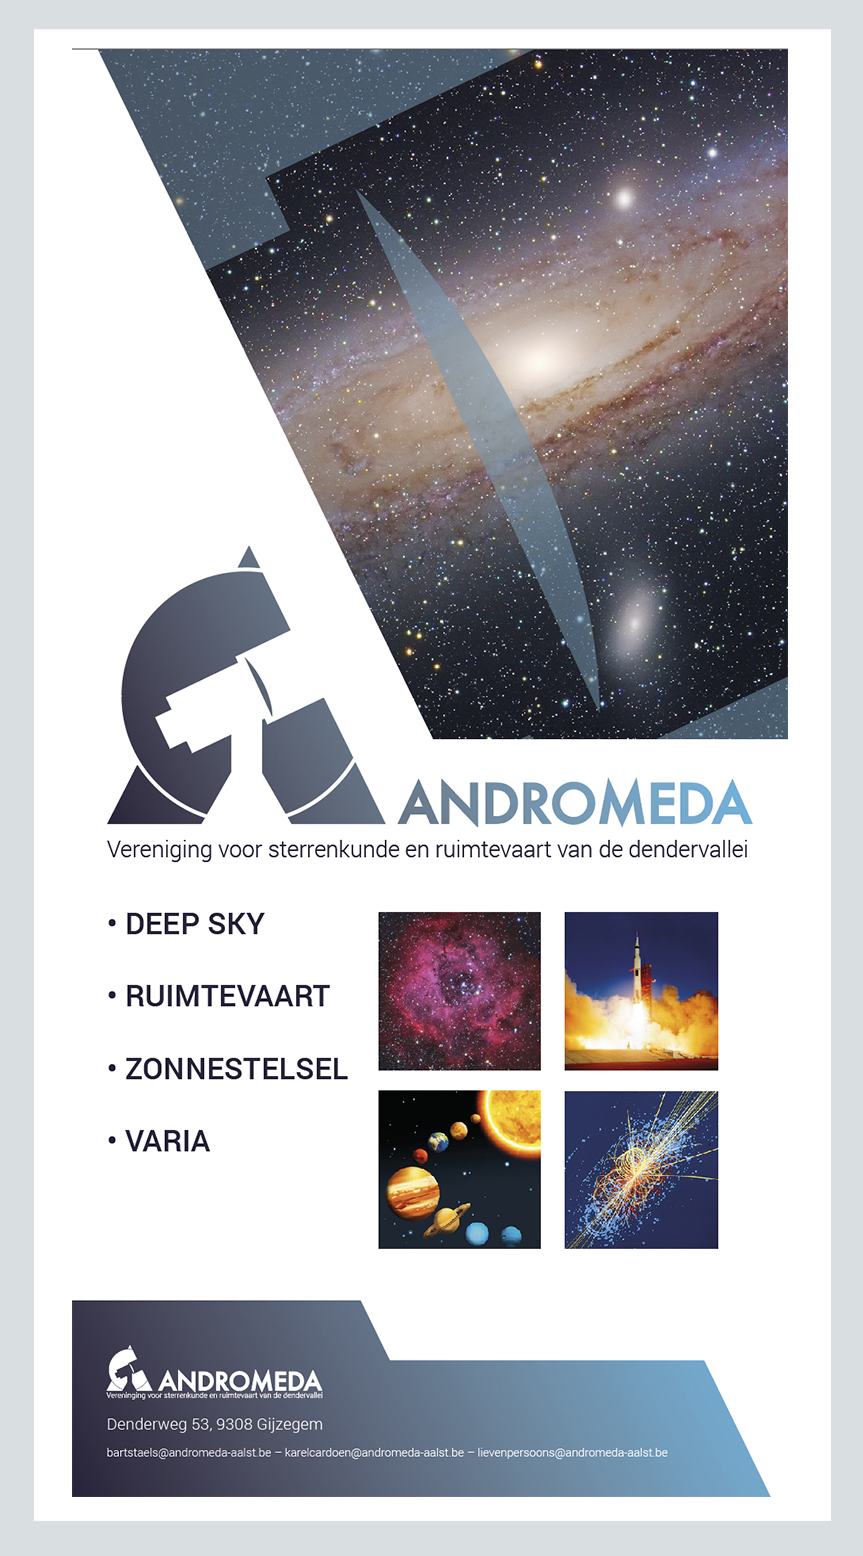 ANDROMEDA
Vereniging voor sterrenkunde en ruimtevaart van de dendervallei
• DEEP SKY
• RUIMTEVAART
• ZONNESTELSEL
• VARIA
ANDROMEDA
Vereninging voor sterrenkunde en ruimtevaart van de dendervallei
Denderweg 53, 9308 Gijzegem
bartstaels@andromeda-aalst.be – karelcardoen@andromeda-aalst.be – lievenpersoons@andromeda-aalst.be